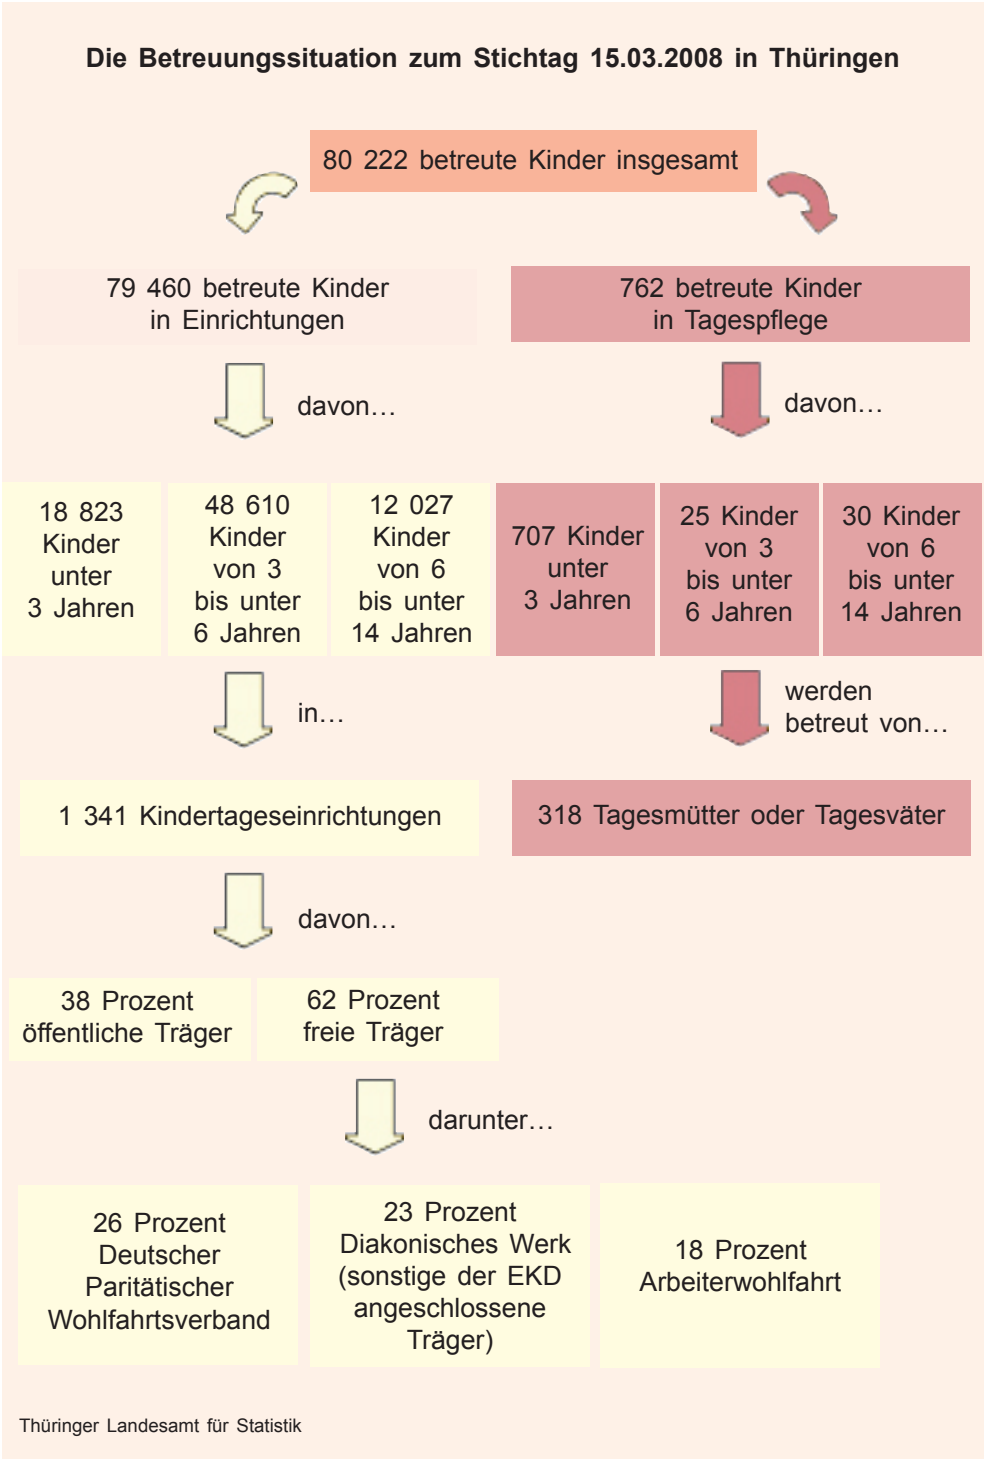 Die Betreuungssituation zum Stichtag 15.03.2008 in Thüringen
80 222 betreute Kinder insgesamt
79 460 betreute Kinder
in Einrichtungen
762 betreute Kinder
in Tagespflege
davon…
davon…
18 823
Kinder
unter
3 Jahren
48 610
Kinder
von 3
bis unter
6 Jahren
12 027
Kinder
von 6
bis unter
14 Jahren
707 Kinder
unter
3 Jahren
25 Kinder
von 3
bis unter
6 Jahren
30 Kinder
von 6
bis unter
14 Jahren
in…
werden
betreut von…
1 341 Kindertageseinrichtungen
318 Tagesmütter oder Tagesväter
davon…
38 Prozent
öffentliche Träger
62 Prozent
freie Träger
darunter…
26 Prozent
Deutscher
Paritätischer
Wohlfahrtsverband
23 Prozent
Diakonisches Werk
(sonstige der EKD
angeschlossene
Träger)
18 Prozent
Arbeiterwohlfahrt
Thüringer Landesamt für Statistik